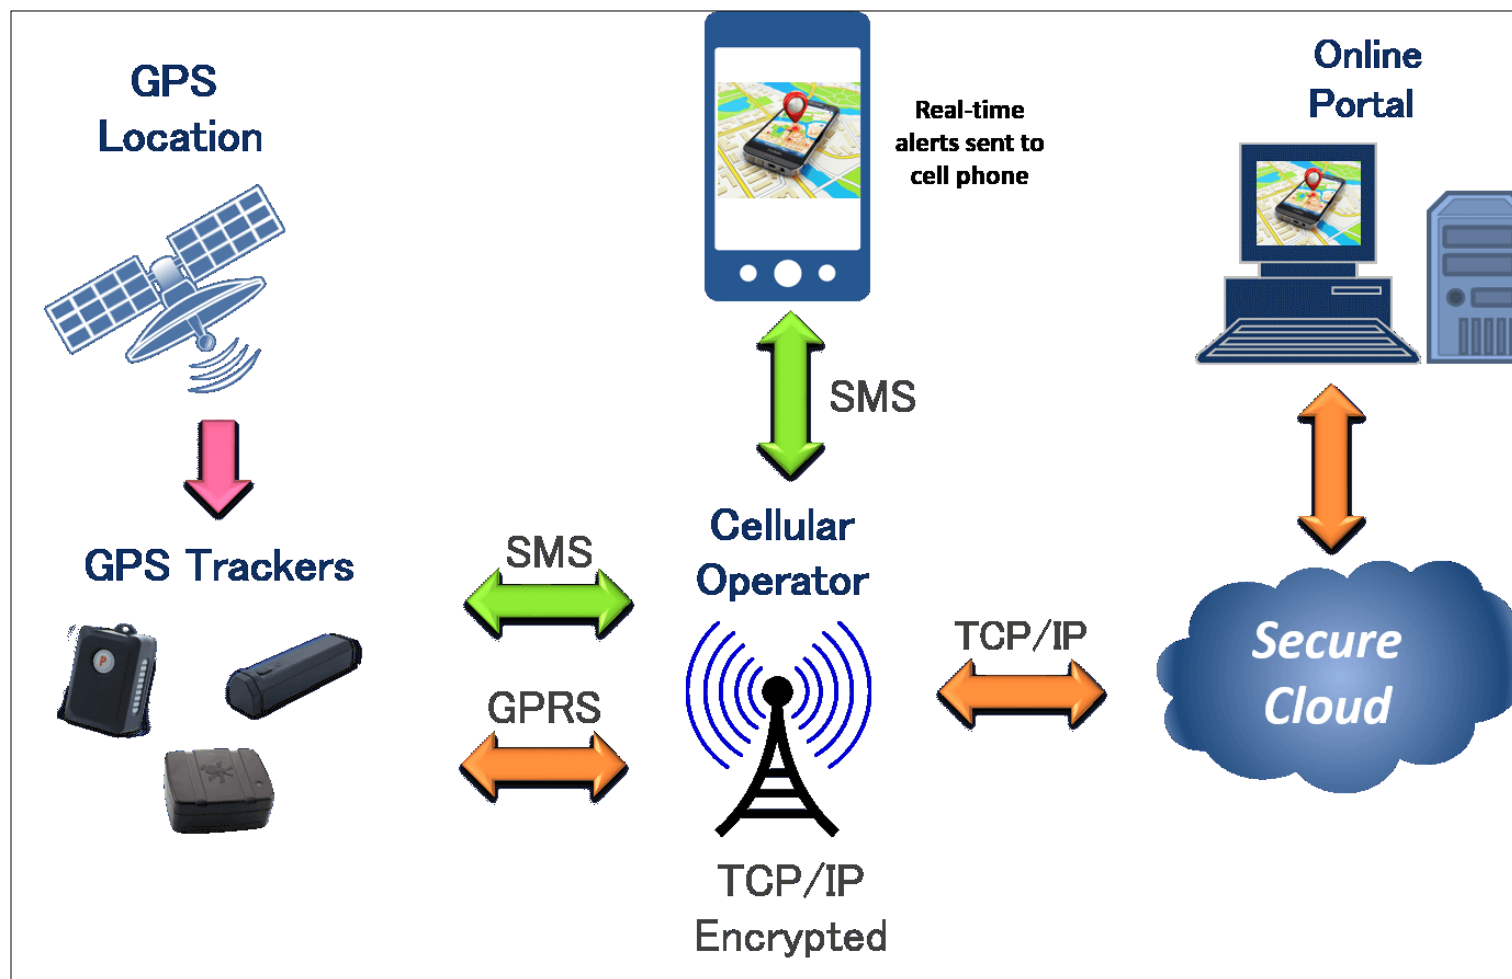 GPS
Location
Real-time
alerts sent to
cell phone
Online
Portal
SMS
GPS Trackers
SMS
GPRS
Cellular
Operator
TCP/IP
Encrypted
TCP/IP
Secure
Cloud